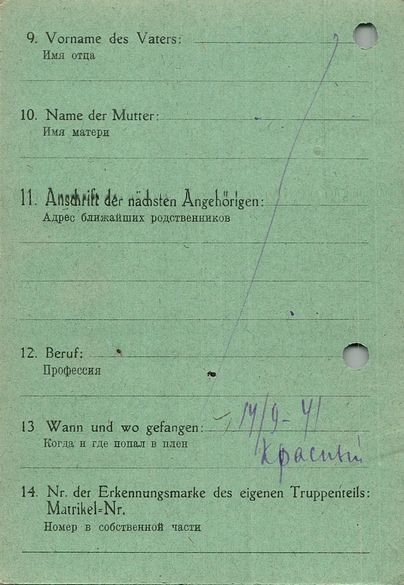 9. Vorname des Vaters:
Имя отца
10. Name der Mutter:
Имя матери
11. Anschrift der nächsten Angehörigen:
Адрес ближайших родственников
12. Beruf:
Профессия
13 Wann und wo gefangen: 14/9-41
Когда и где попал в плен
14. Nr. der Erkennungsmarke des eigenen Truppenteils:
Matrikel=Nr.
Номер в собственной части